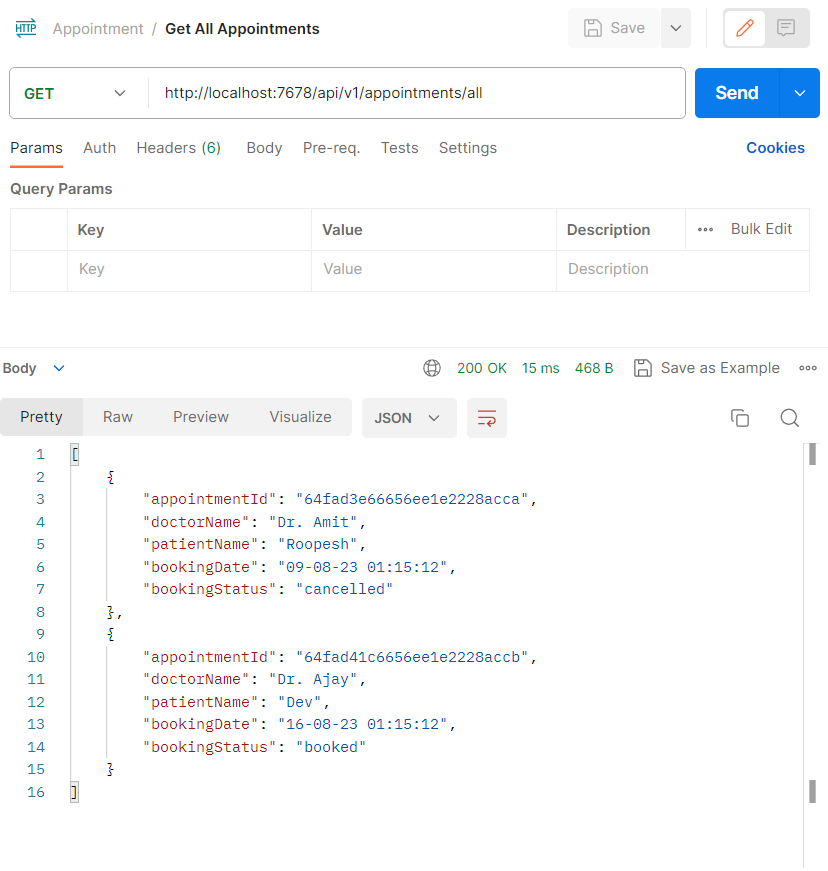 HTTP Appointment / Get All Appointments Save
GET http://localhost:7678/api/v1/appointments/all Send
Params Auth Headers (6) Body Pre-req. Tests Settings Cookies
Query Params
Key Value Description Bulk Edit
Key Value Description
Body 200 OK 15 ms 468 B Save as Example
Pretty Raw Preview Visualize JSON
1 [
2 {
3 "appointmentId": "64fad3e66656ee1e2228acca",
4 "doctorName": "Dr. Amit",
5 "patientName": "Roopesh",
6 "bookingDate": "09-08-23 01:15:12",
7 "bookingStatus": "cancelled"
8 },
9 {
10 "appointmentId": "64fad41c6656ee1e2228accb",
11 "doctorName": "Dr. Ajay",
12 "patientName": "Dev",
13 "bookingDate": "16-08-23 01:15:12",
14 "bookingStatus": "booked"
15 }
16 ]